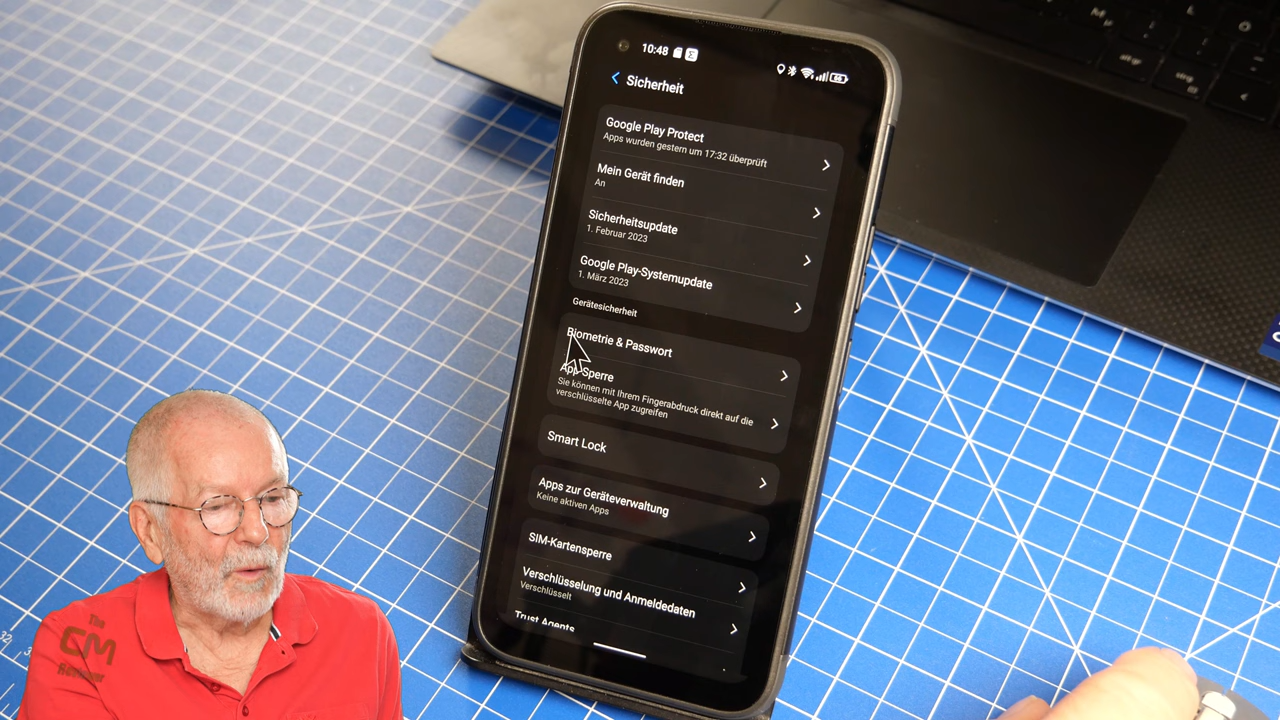 10:48
Sicherheit
Google Play Protect
Apps wurden gestern um 17:32 überprüft
Mein Gerät finden
An
Sicherheitsupdate
1. Februar 2023
Google Play-Systemupdate
1. März 2023
Gerätesicherheit
Biometrie & Passwort
App-Sperre
Sie können mit Ihrem Fingerabdruck direkt auf die
verschlüsselte App zugreifen
Smart Lock
Apps zur Geräteverwaltung
Keine aktiven Apps
SIM-Kartensperre
Verschlüsselung und Anmeldedaten
Verschlüsselt
Trust Agents
The
CM